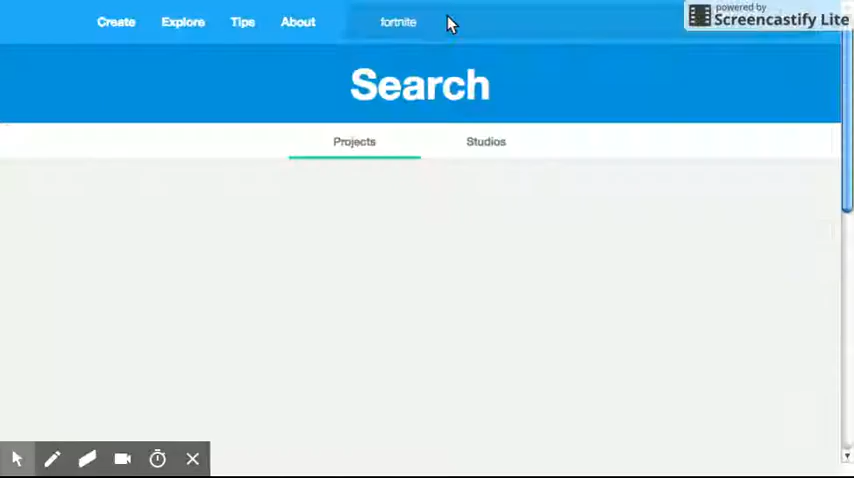 Create Explore Tips About fortnite
powered by
Screencastify Lite
Search
Projects Studios